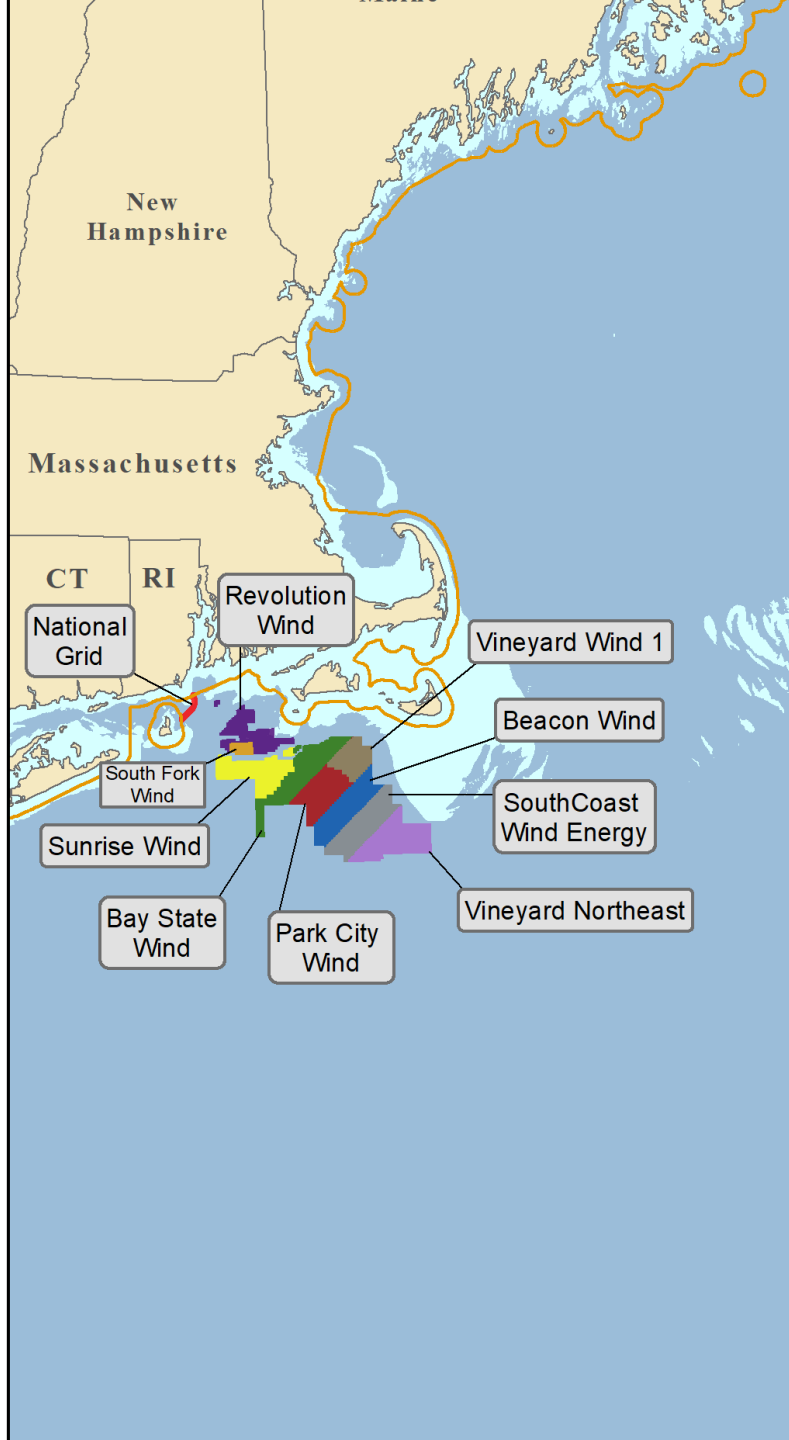 Maine
New
Hampshire
Massachusetts
CT
RI
Revolution
Wind
National
Grid
Vineyard Wind 1
Beacon Wind
South Fork
Wind
SouthCoast
Wind Energy
Sunrise Wind
Vineyard Northeast
Bay State
Wind
Park City
Wind